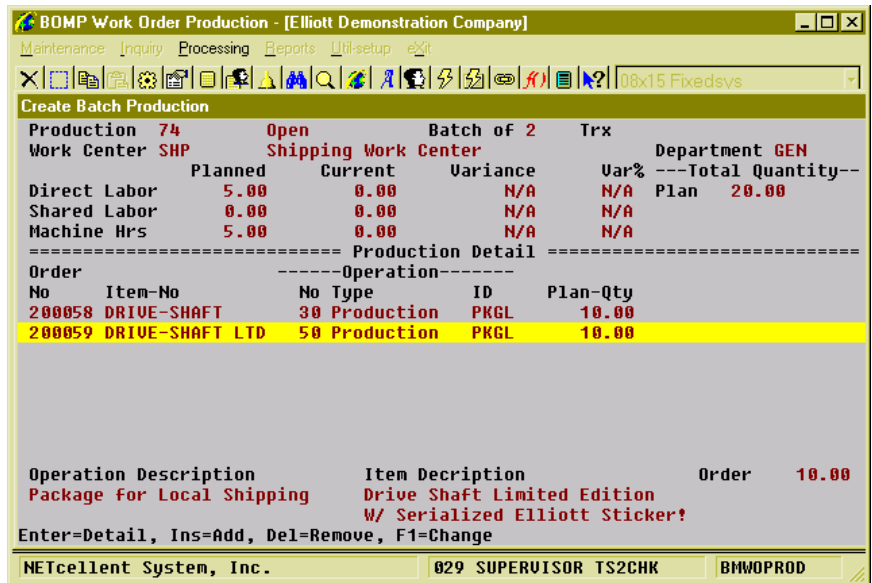 BOMP Work Order Production - [Elliott Demonstration Company]
Maintenance Inquiry Processing Reports Util-setup eXit
08x15 Fixedsys
Create Batch Production
Production 74 Open Batch of 2 Trx
Work Center SHP Shipping Work Center Department GEN
Planned Current Variance Var% ---Total Quantity--
Direct Labor 5.00 0.00 N/A N/A Plan 20.00
Shared Labor 0.00 0.00 N/A N/A
Machine Hrs 5.00 0.00 N/A N/A
============================== Production Detail ==============================
Order ------Operation-------
No Item-No No Type ID Plan-Qty
200058 DRIVE-SHAFT 30 Production PKGL 10.00
200059 DRIVE-SHAFT LTD 50 Production PKGL 10.00
Operation Description Item Decription Order 10.00
Package for Local Shipping Drive Shaft Limited Edition
W/ Serialized Elliott Sticker!
Enter=Detail, Ins=Add, Del=Remove, F1=Change
NETcellent System, Inc. 029 SUPERVISOR TS2CHK BMWOPROD